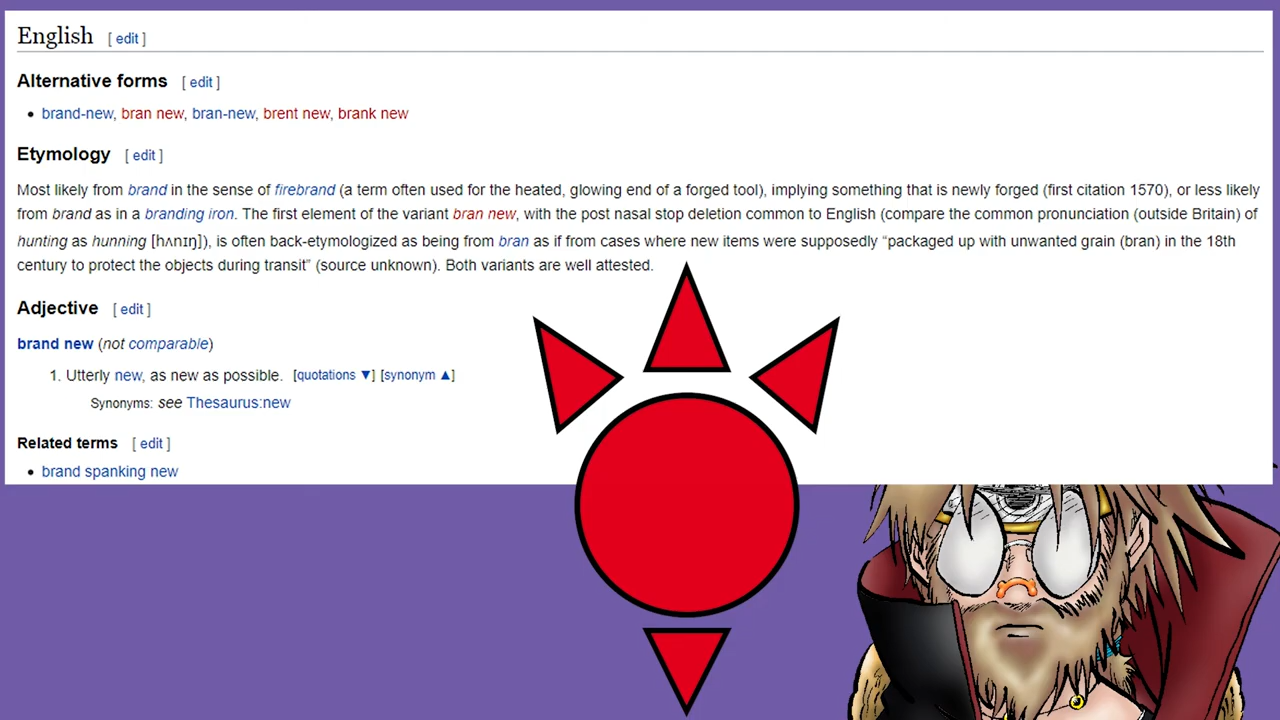 English [ edit ]
Alternative forms [ edit ]
• brand-new, bran new, bran-new, brent new, brank new
Etymology [ edit ]
Most likely from brand in the sense of firebrand (a term often used for the heated, glowing end of a forged tool), implying something that is newly forged (first citation 1570), or less likely
from brand as in a branding iron. The first element of the variant bran new, with the post nasal stop deletion common to English (compare the common pronunciation (outside Britain) of
hunting as hunning [hʌnɪŋ]), is often back-etymologized as being from bran as if from cases where new items were supposedly “packaged up with unwanted grain (bran) in the 18th
century to protect the objects during transit” (source unknown). Both variants are well attested.
Adjective [ edit ]
brand new (not comparable)
1. Utterly new, as new as possible. [quotations ▼] [synonym ▲]
Synonyms: see Thesaurus:new
Related terms [ edit ]
• brand spanking new